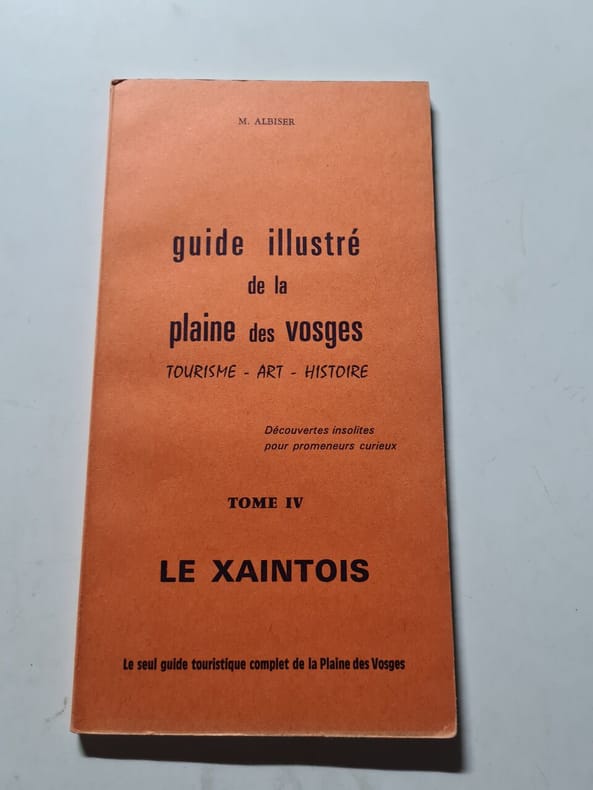 M. ALBISER
guide illustré
de la
plaine des vosges
TOURISME - ART - HISTOIRE
Découvertes insolites
pour promeneurs curieux
TOME IV
LE XAINTOIS
Le seul guide touristique complet de la Plaine des Vosges